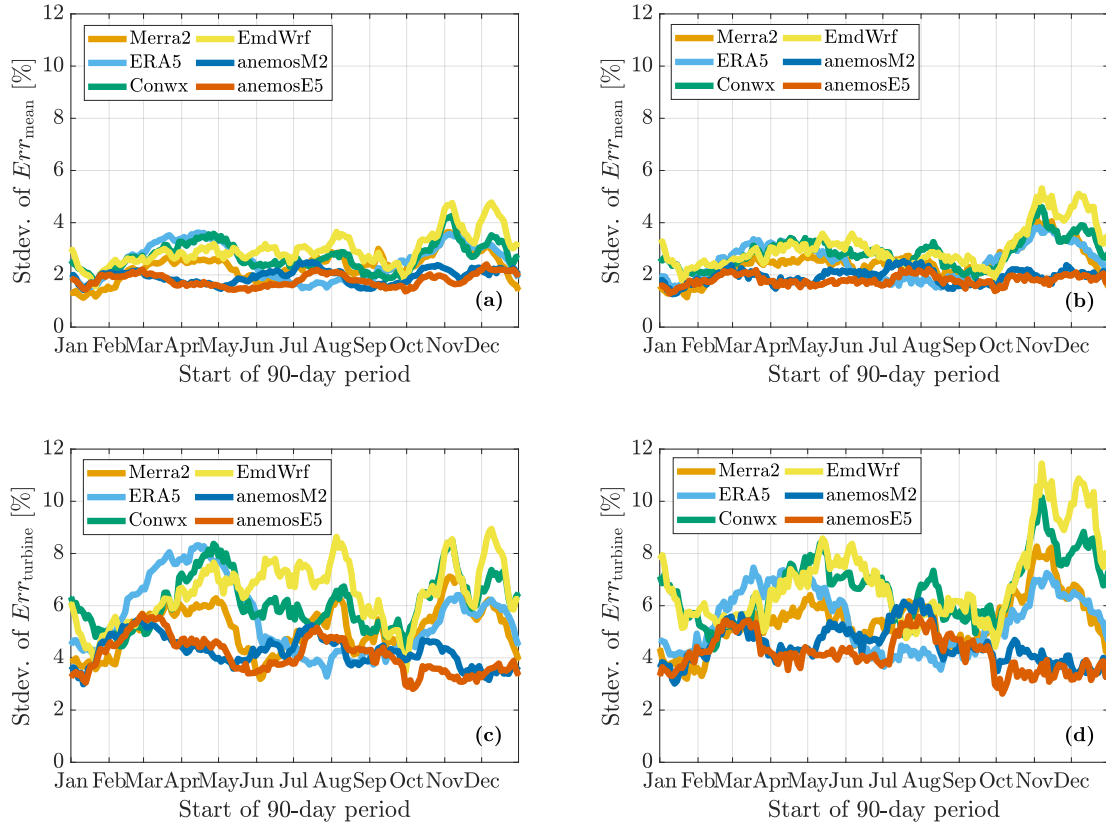 12
10
8
6
4
2
0
Stdev. of Err_mean [%]
Merra2 EmdWrf
ERA5 anemosM2
Conwx anemosE5
(a)
Jan Feb Mar Apr May Jun Jul Aug Sep Oct Nov Dec
Start of 90-day period
12
10
8
6
4
2
0
Stdev. of Err_mean [%]
Merra2 EmdWrf
ERA5 anemosM2
Conwx anemosE5
(b)
Jan Feb Mar Apr May Jun Jul Aug Sep Oct Nov Dec
Start of 90-day period
12
10
8
6
4
2
0
Stdev. of Err_turbine [%]
Merra2 EmdWrf
ERA5 anemosM2
Conwx anemosE5
(c)
Jan Feb Mar Apr May Jun Jul Aug Sep Oct Nov Dec
Start of 90-day period
12
10
8
6
4
2
0
Stdev. of Err_turbine [%]
Merra2 EmdWrf
ERA5 anemosM2
Conwx anemosE5
(d)
Jan Feb Mar Apr May Jun Jul Aug Sep Oct Nov Dec
Start of 90-day period